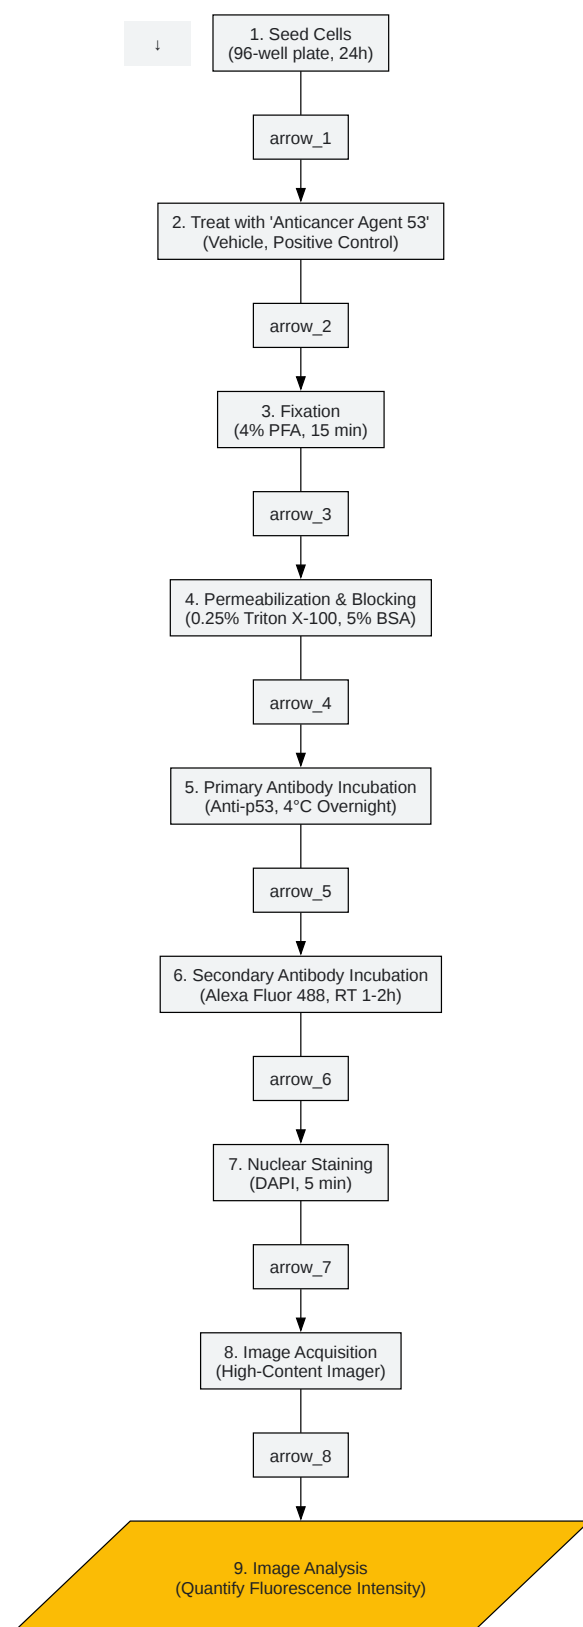 ↓
1. Seed Cells
(96-well plate, 24h)
arrow_1
2. Treat with 'Anticancer Agent 53'
(Vehicle, Positive Control)
arrow_2
3. Fixation
(4% PFA, 15 min)
arrow_3
4. Permeabilization & Blocking
(0.25% Triton X-100, 5% BSA)
arrow_4
5. Primary Antibody Incubation
(Anti-p53, 4°C Overnight)
arrow_5
6. Secondary Antibody Incubation
(Alexa Fluor 488, RT 1-2h)
arrow_6
7. Nuclear Staining
(DAPI, 5 min)
arrow_7
8. Image Acquisition
(High-Content Imager)
arrow_8
9. Image Analysis
(Quantify Fluorescence Intensity)